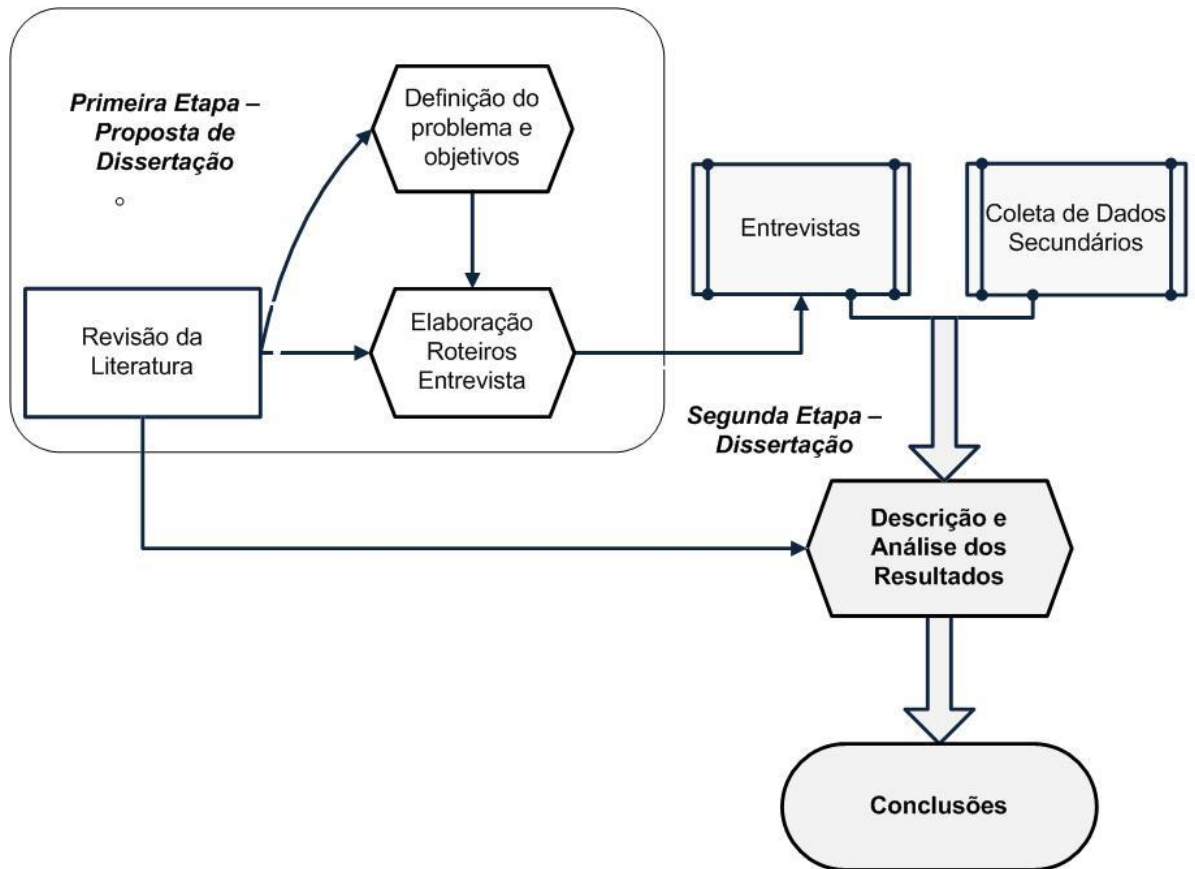 Primeira Etapa –
Proposta de
Dissertação
Definição do
problema e
objetivos
Revisão da
Literatura
Elaboração
Roteiros
Entrevista
Entrevistas
Coleta de Dados
Secundários
Segunda Etapa –
Dissertação
Descrição e
Análise dos
Resultados
Conclusões